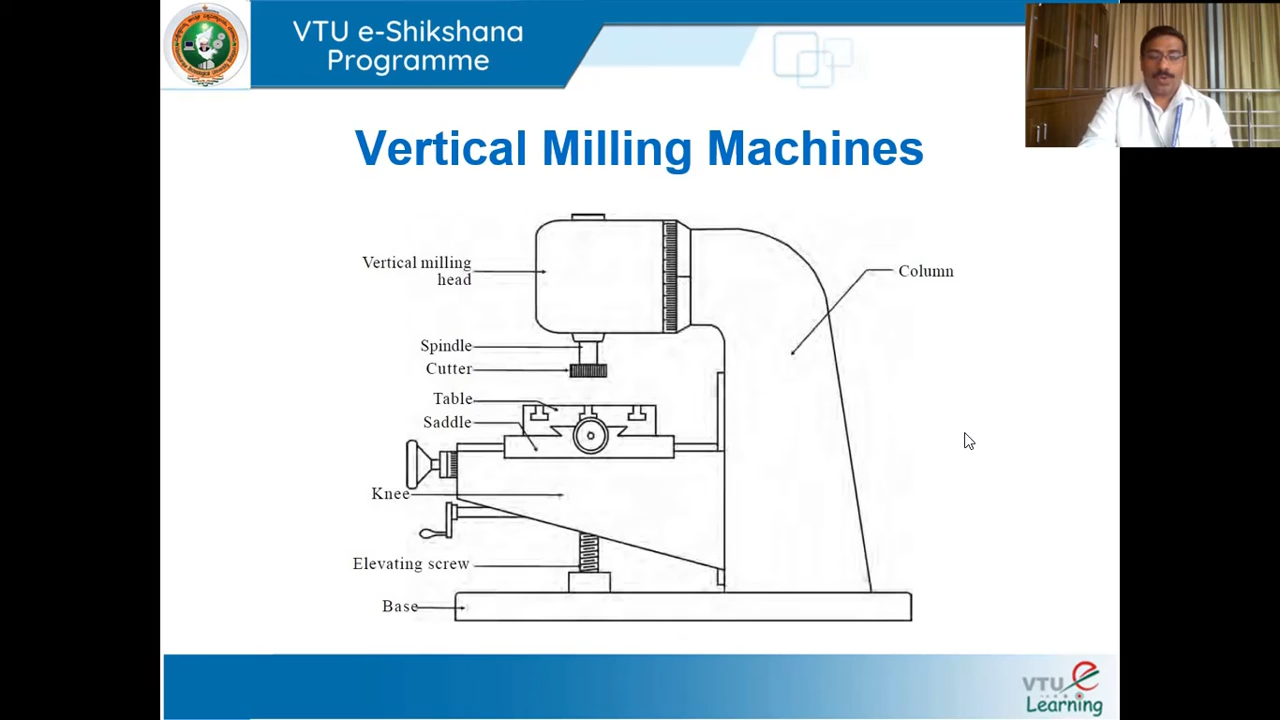 VTU e-Shikshana
Programme
Vertical Milling Machines
Vertical milling
head
Column
Spindle
Cutter
Table
Saddle
Knee
Elevating screw
Base
VTU e
Learning